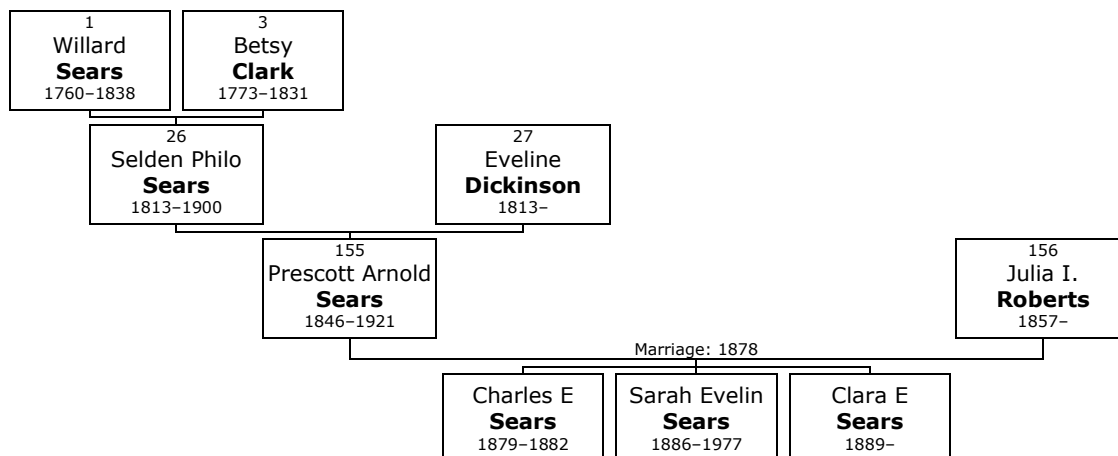 1
Willard
Sears
1760–1838
3
Betsy
Clark
1773–1831
26
Selden Philo
Sears
1813–1900
27
Eveline
Dickinson
1813–
155
Prescott Arnold
Sears
1846–1921
156
Julia I.
Roberts
1857–
Marriage: 1878
Charles E
Sears
1879–1882
Sarah Evelin
Sears
1886–1977
Clara E
Sears
1889–